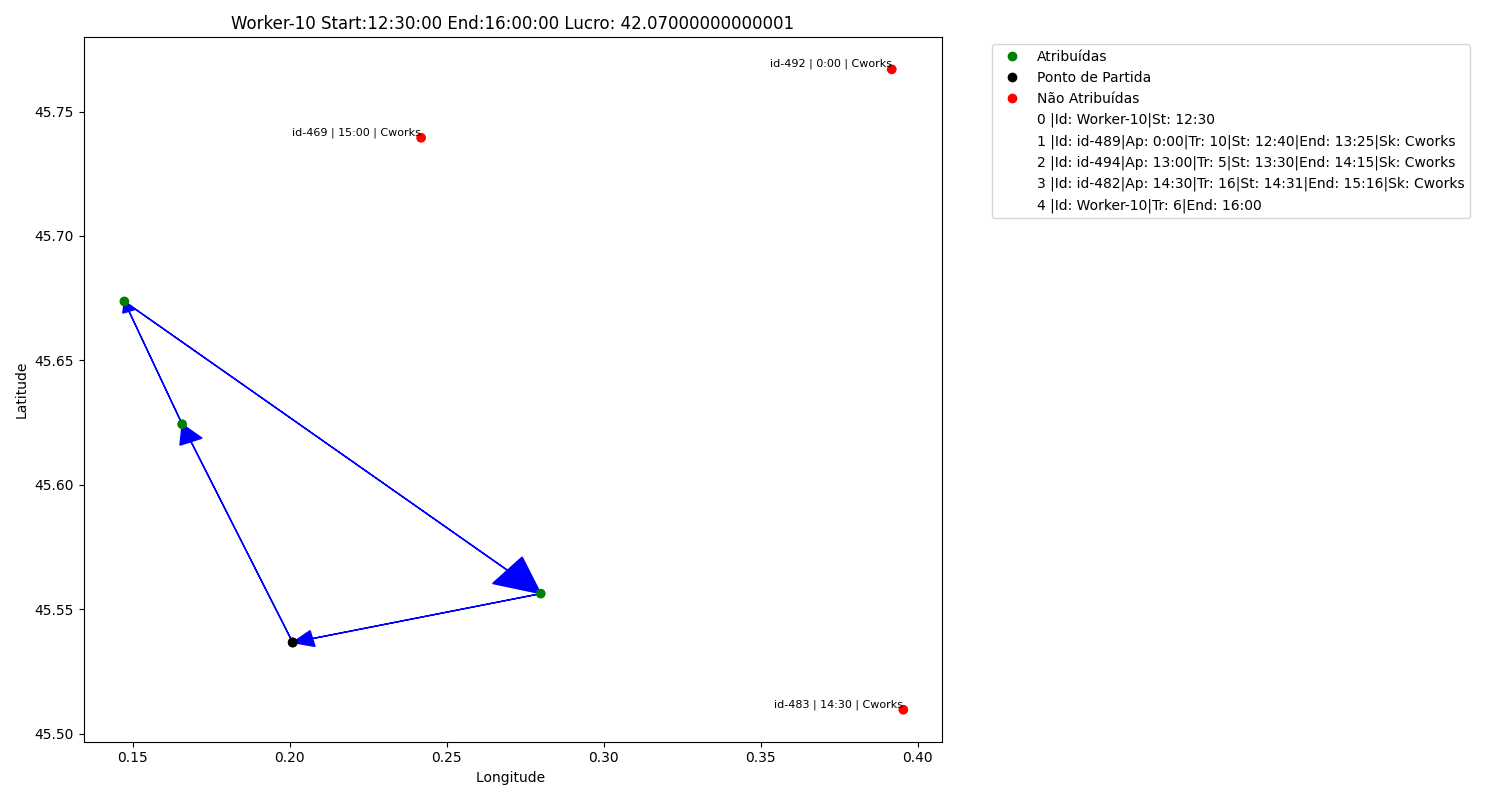 Worker-10 Start:12:30:00 End:16:00:00 Lucro: 42.07000000000001
id-492 | 0:00 | Cworks
id-469 | 15:00 | Cworks
id-483 | 14:30 | Cworks
45.75
45.70
45.65
45.60
45.55
45.50
Latitude
0.15 0.20 0.25 0.30 0.35 0.40
Longitude
Atribuídas
Ponto de Partida
Não Atribuídas
0 |Id: Worker-10|St: 12:30
1 |Id: id-489|Ap: 0:00|Tr: 10|St: 12:40|End: 13:25|Sk: Cworks
2 |Id: id-494|Ap: 13:00|Tr: 5|St: 13:30|End: 14:15|Sk: Cworks
3 |Id: id-482|Ap: 14:30|Tr: 16|St: 14:31|End: 15:16|Sk: Cworks
4 |Id: Worker-10|Tr: 6|End: 16:00